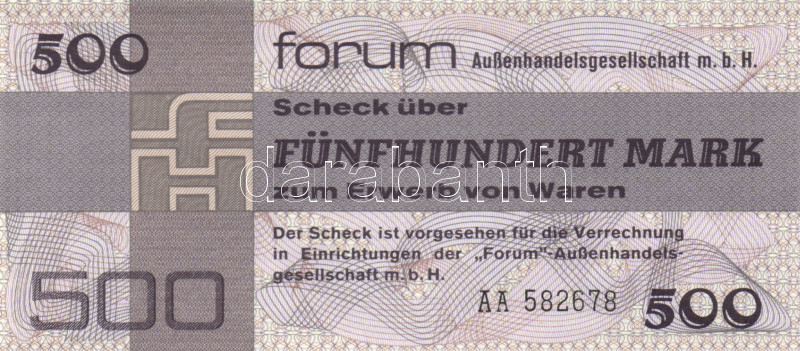 500 forum Außenhandelsgesellschaft m. b. H.
Scheck über
FÜNFHUNDERT MARK
darabanth
zum Erwerb von Waren
Der Scheck ist vorgesehen für die Verrechnung
in Einrichtungen der „Forum"-Außenhandels-
gesellschaft m. b. H.
500 AA 582678 500